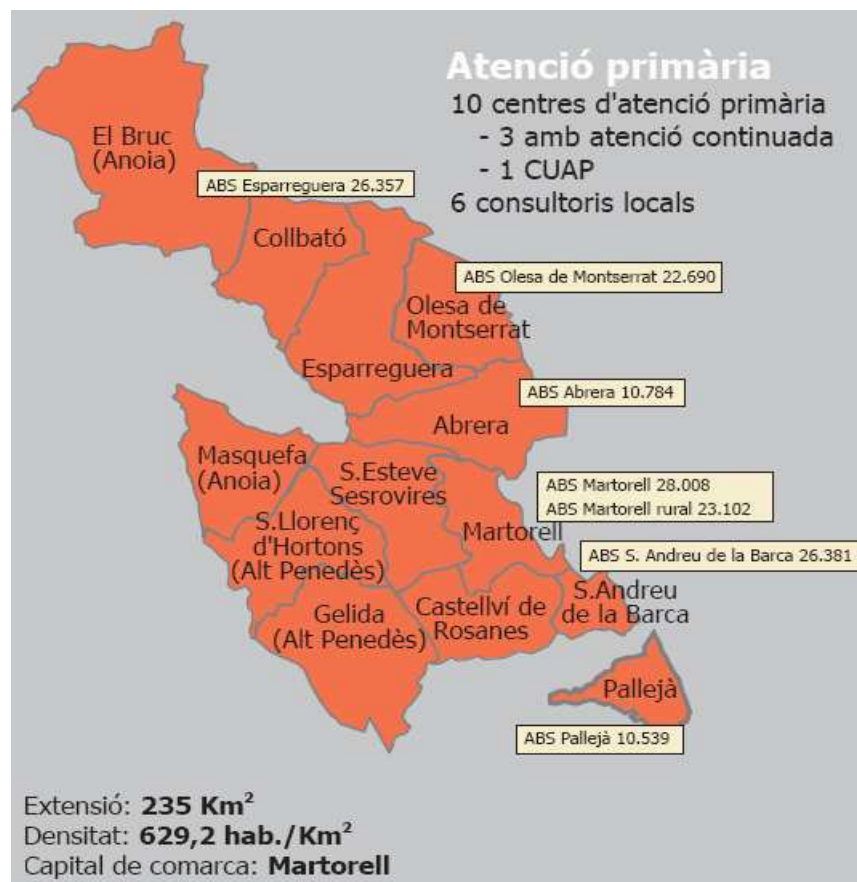 Atenció primària
10 centres d'atenció primària
- 3 amb atenció continuada
- 1 CUAP
6 consultoris locals
El Bruc
(Anoia)
ABS Esparreguera 26.357
Collbató
ABS Olesa de Montserrat 22.690
Olesa de
Montserrat
Esparreguera
ABS Abrera 10.784
Abrera
Masquefa
(Anoia)
S.Esteve
Sesrovires
ABS Martorell 28.008
ABS Martorell rural 23.102
Martorell
S.Llorenç
d'Hortons
(Alt Penedès)
ABS S. Andreu de la Barca 26.381
S.Andreu
de la Barca
Castellví de
Rosanes
Gelida
(Alt Penedès)
Pallejà
ABS Pallejà 10.539
Extensió: 235 Km²
Densitat: 629,2 hab./Km²
Capital de comarca: Martorell